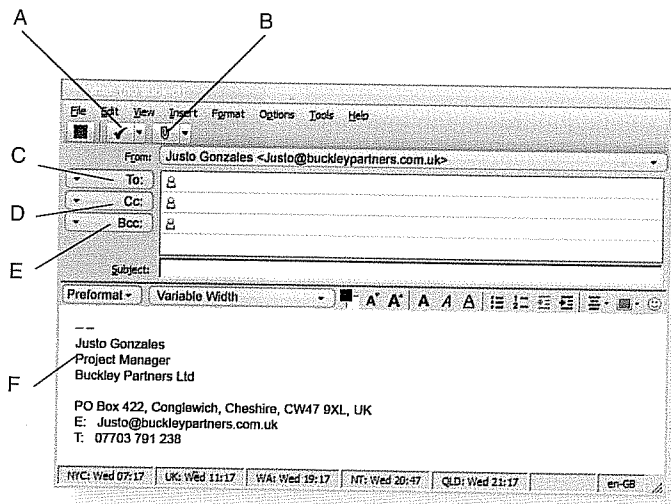 A
B
File Edit View Insert Format Options Tools Help
C
From: Justo Gonzales <Justo@buckleypartners.com.uk>
To:
D
Cc:
Bcc:
E
Subject:
Preformat Variable Width
--
Justo Gonzales
Project Manager
F
Buckley Partners Ltd
PO Box 422, Conglewich, Cheshire, CW47 9XL, UK
E: Justo@buckleypartners.com.uk
T: 07703 791 238
NYC: Wed 07:17 UK: Wed 11:17 WA: Wed 19:17 NT: Wed 20:47 QLD: Wed 21:17 en-GB